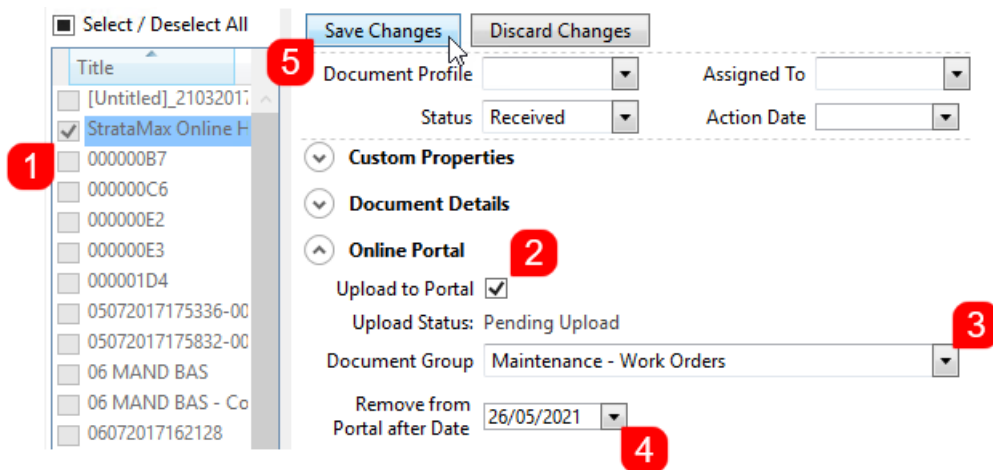 Select / Deselect All
Title
[Untitled]_21032017
StrataMax Online H
000000B7
000000C6
000000E2
000000E3
000001D4
05072017175336-00
05072017175832-00
06 MAND BAS
06 MAND BAS - Co
06072017162128
1
Save Changes Discard Changes
5
Document Profile Assigned To
Status Received Action Date
Custom Properties
Document Details
Online Portal 2
Upload to Portal
Upload Status: Pending Upload
3
Document Group Maintenance - Work Orders
Remove from
Portal after Date 26/05/2021
4